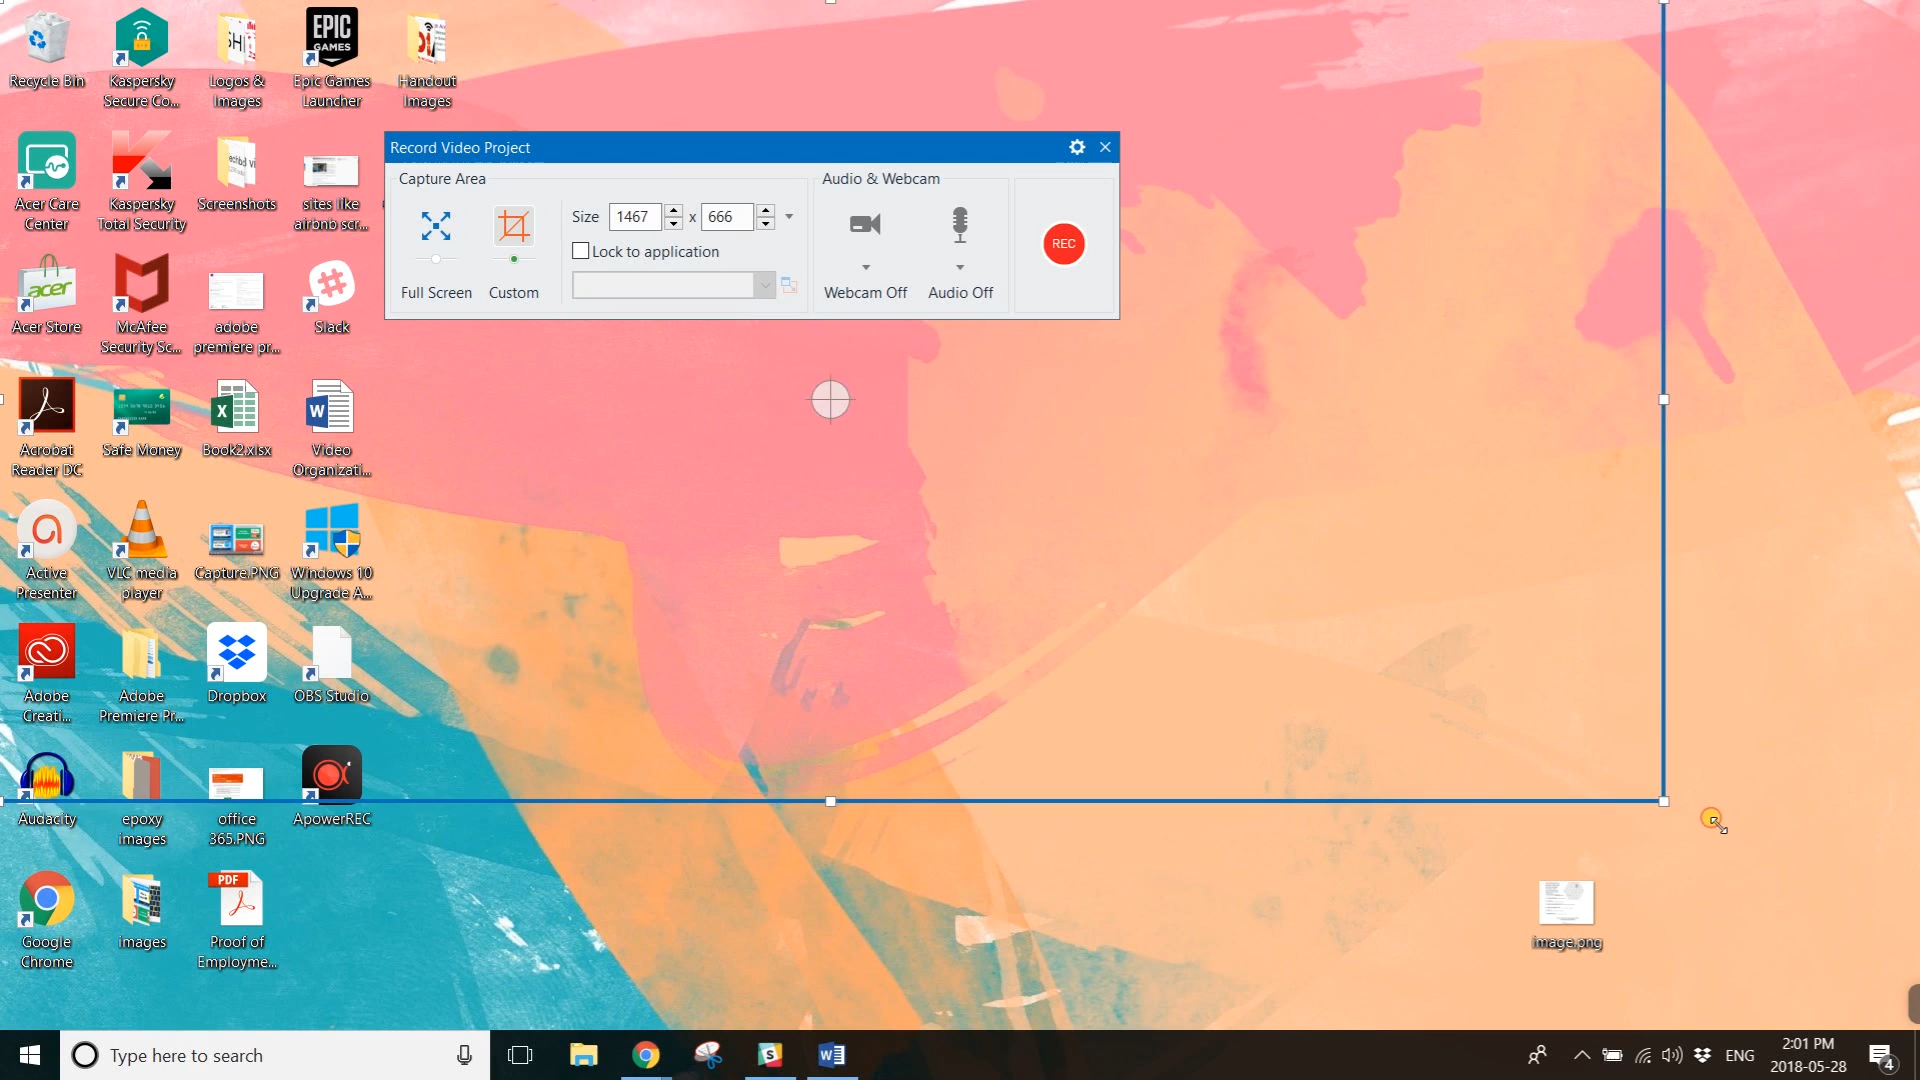 Recycle Bin
Kaspersky
Secure Co...
Logos &
Images
EPIC
GAMES
Epic Games
Launcher
Handout
Images
Acer Care
Center
Kaspersky
Total Security
Screenshots
sites like
airbnb scr...
Record Video Project
Capture Area
Full Screen
Custom
Size 1467 x 666
Lock to application
Audio & Webcam
Webcam Off
Audio Off
REC
acer
Acer Store
McAfee
Security Sc...
adobe
premiere pr...
Slack
Acrobat
Reader DC
Safe Money
Book2.xlsx
Video
Organizati...
Active
Presenter
VLC media
player
Capture.PNG
Windows 10
Upgrade A...
Adobe
Creati...
Adobe
Premiere Pr...
Dropbox
OBS Studio
Audacity
epoxy
images
office
365.PNG
ApowerREC
Google
Chrome
images
PDF
Proof of
Employme...
image.png
Type here to search
ENG
2:01 PM
2018-05-28
4